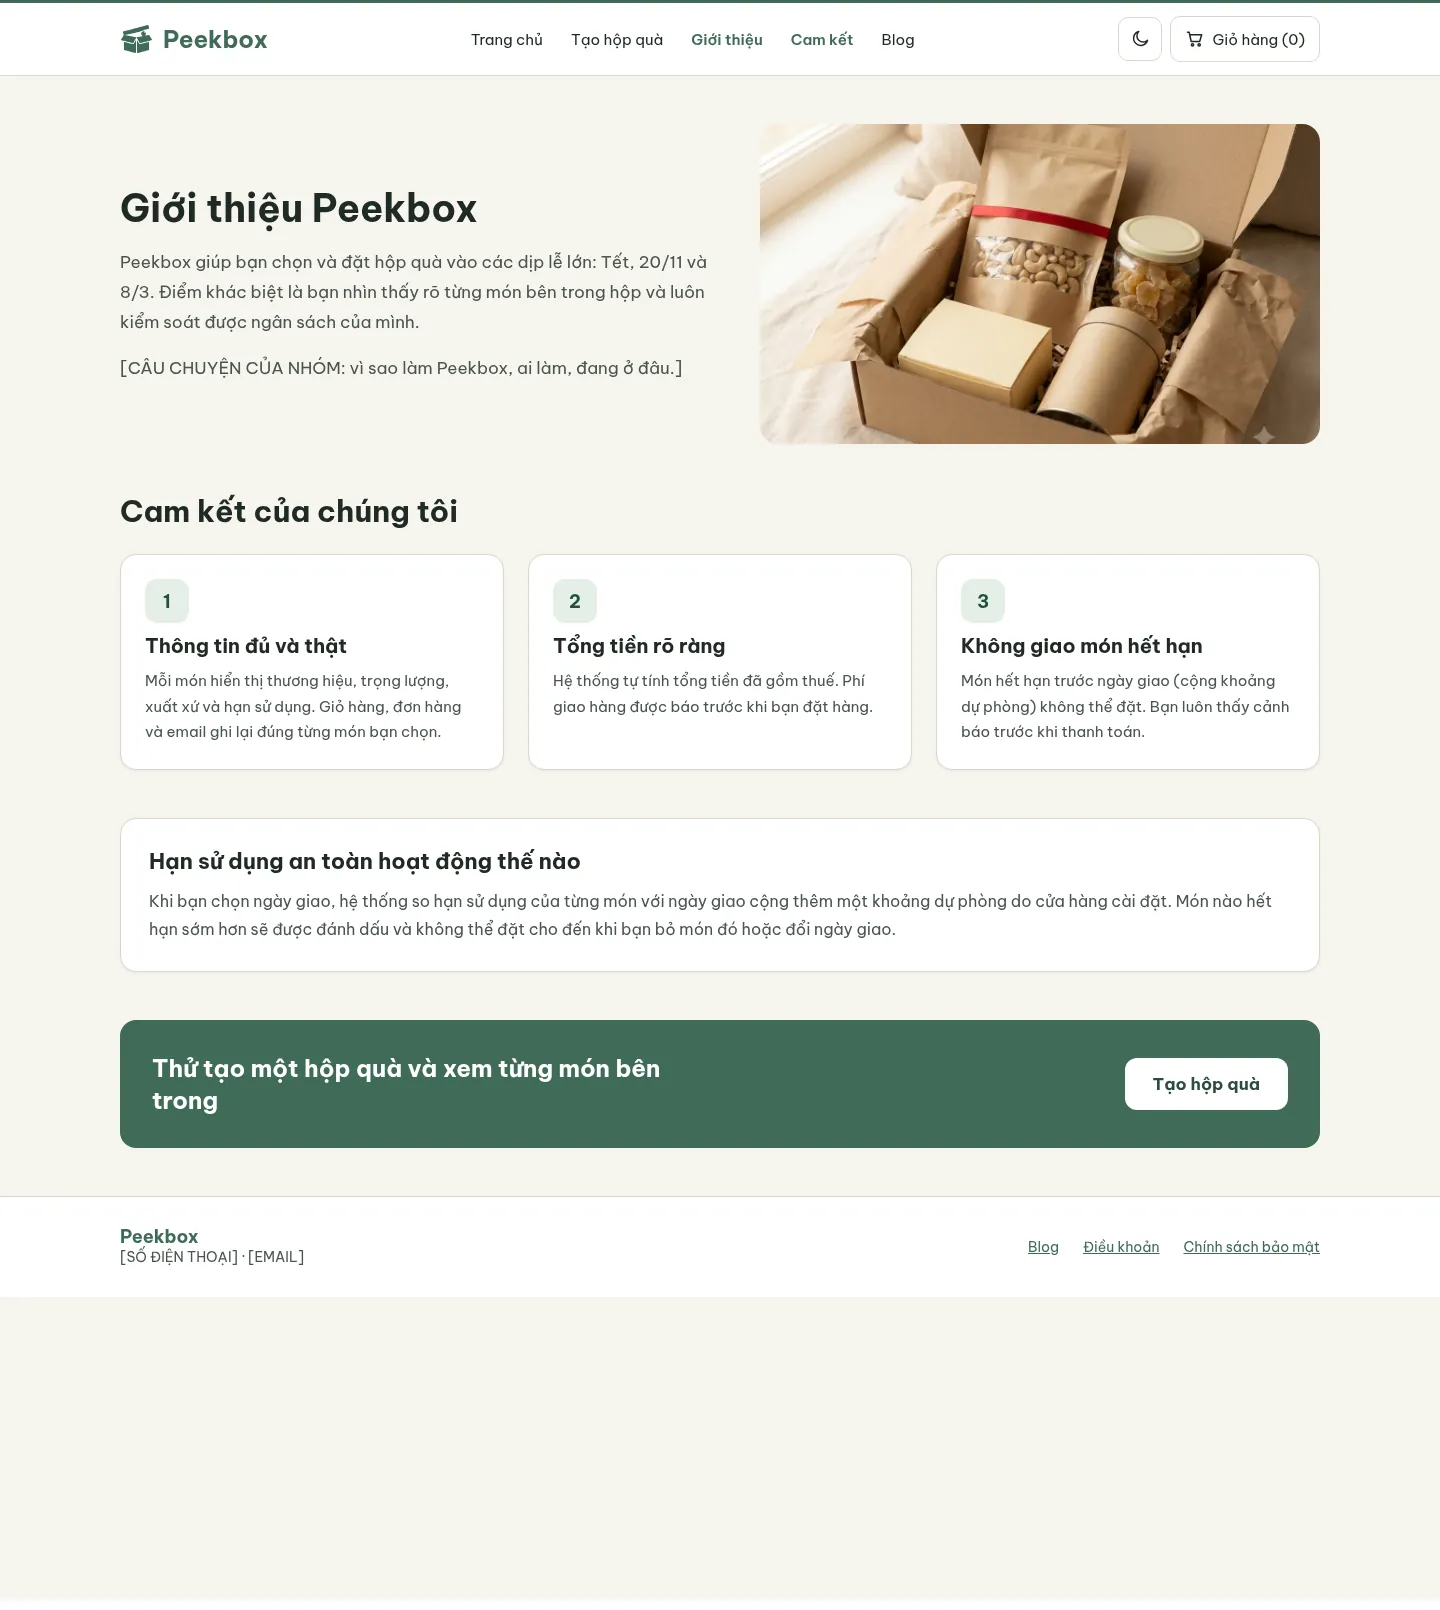 Peekbox
Trang chủ
Tạo hộp quà
Giới thiệu
Cam kết
Blog
Giỏ hàng (0)
Giới thiệu Peekbox
Peekbox giúp bạn chọn và đặt hộp quà vào các dịp lễ lớn: Tết, 20/11 và
8/3. Điểm khác biệt là bạn nhìn thấy rõ từng món bên trong hộp và luôn
kiểm soát được ngân sách của mình.
[CÂU CHUYỆN CỦA NHÓM: vì sao làm Peekbox, ai làm, đang ở đâu.]
Cam kết của chúng tôi
1
Thông tin đủ và thật
Mỗi món hiển thị thương hiệu, trọng lượng,
xuất xứ và hạn sử dụng. Giỏ hàng, đơn hàng
và email ghi lại đúng từng món bạn chọn.
2
Tổng tiền rõ ràng
Hệ thống tự tính tổng tiền đã gồm thuế. Phí
giao hàng được báo trước khi bạn đặt hàng.
3
Không giao món hết hạn
Món hết hạn trước ngày giao (cộng khoảng
dự phòng) không thể đặt. Bạn luôn thấy cảnh
báo trước khi thanh toán.
Hạn sử dụng an toàn hoạt động thế nào
Khi bạn chọn ngày giao, hệ thống so hạn sử dụng của từng món với ngày giao cộng thêm một khoảng dự phòng do cửa hàng cài đặt. Món nào hết
hạn sớm hơn sẽ được đánh dấu và không thể đặt cho đến khi bạn bỏ món đó hoặc đổi ngày giao.
Thử tạo một hộp quà và xem từng món bên
trong
Tạo hộp quà
Peekbox
[SỐ ĐIỆN THOẠI] · [EMAIL]
Blog
Điều khoản
Chính sách bảo mật